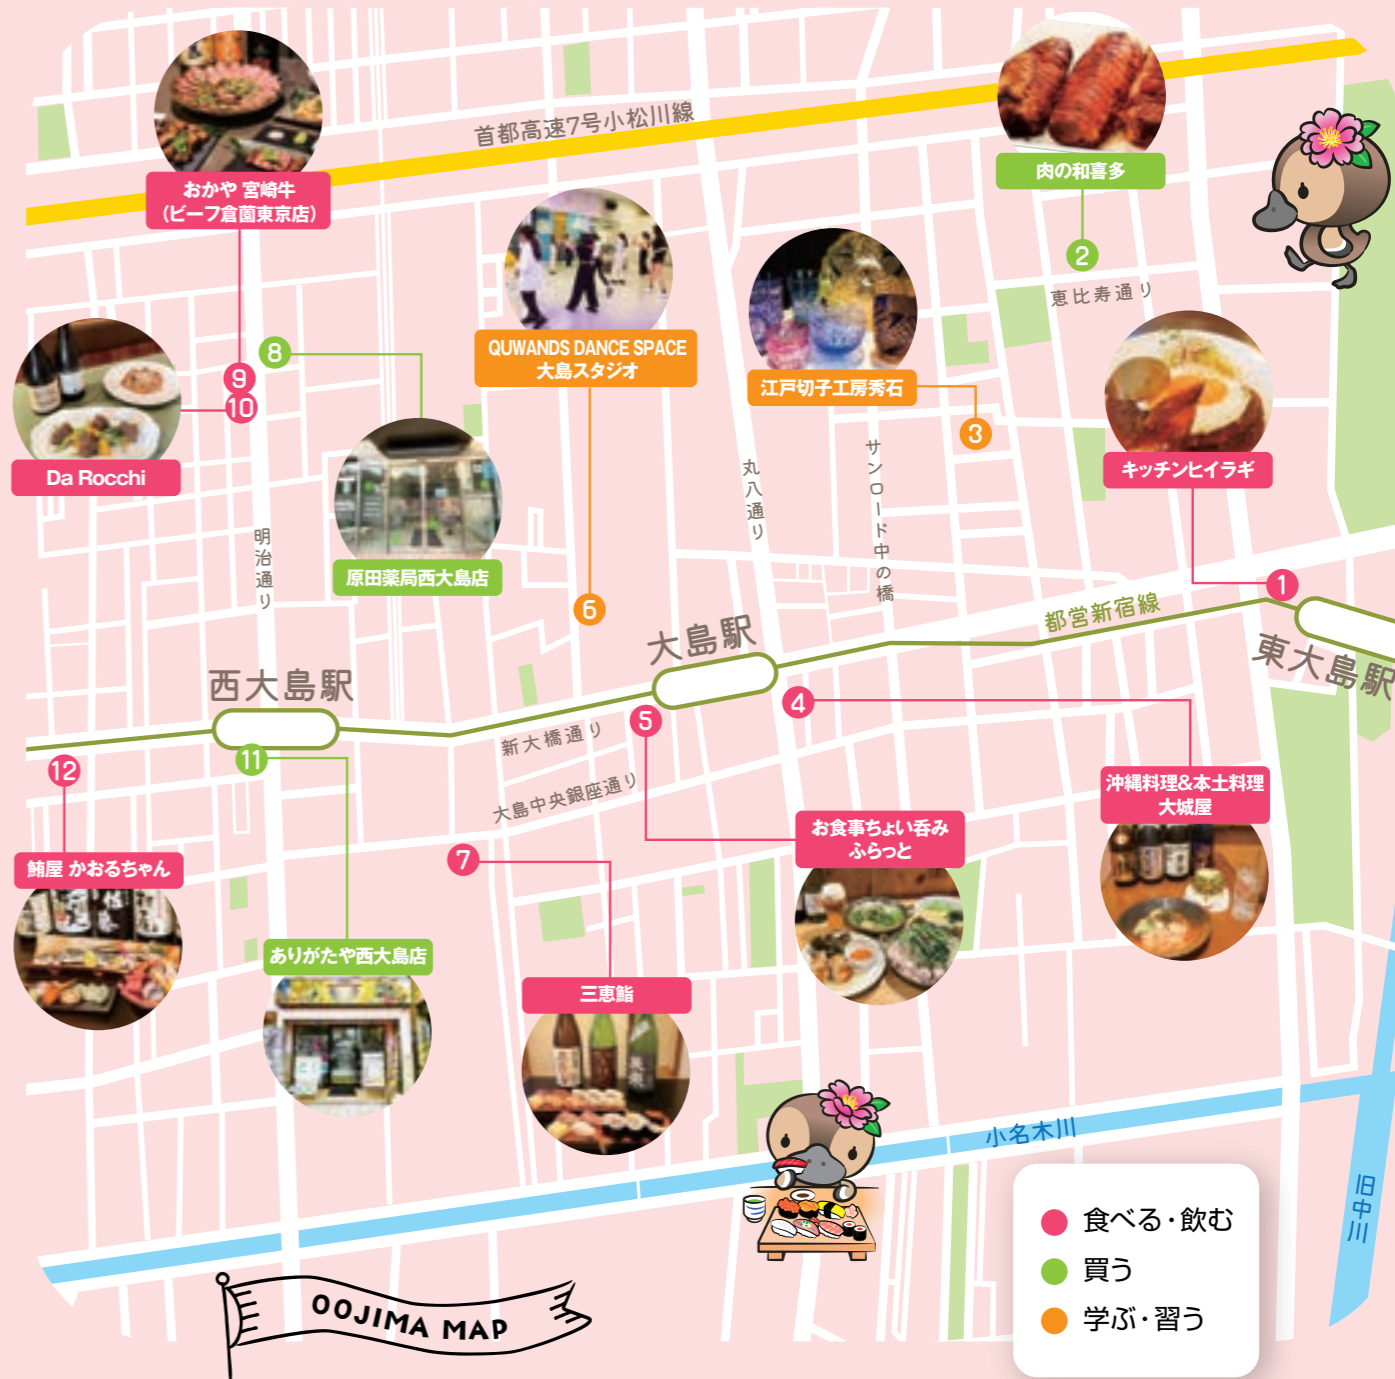 首都高速7号小松川線
おかや 宮崎牛
(ビーフ倉薗東京店)
肉の和喜多
2
恵比寿通り
QUWANDS DANCE SPACE
大島スタジオ
江戸切子工房秀石
3
8
9
10
Da Rocchi
キッチンヒイラギ
明治通り
原田薬局西大島店
丸八通り
サンロード中の橋
6
1
都営新宿線
大島駅
西大島駅
東大島駅
4
5
新大橋通り
12
11
大島中央銀座通り
沖縄料理&本土料理
大城屋
お食事ちょい呑み
ふらっと
7
鮪屋 かおるちゃん
ありがたや西大島店
三恵鮨
小名木川
旧中川
食べる・飲む
買う
学ぶ・習う
OOJIMA MAP